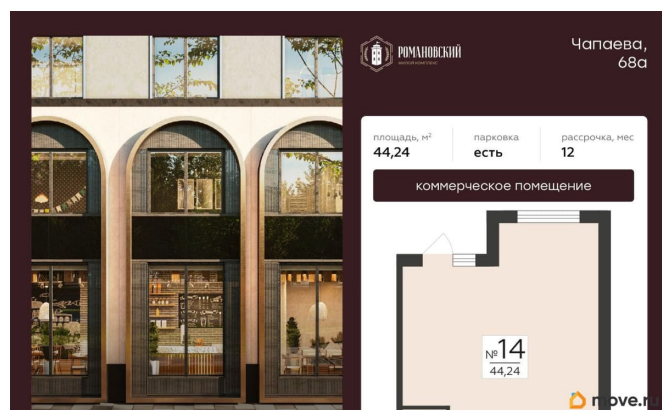 РОМАНОВСКИЙ
ЖИЛОЙ КОМПЛЕКС
Чапаева,
68а
площадь, м²
44,24
парковка
есть
рассрочка, мес
12
коммерческое помещение
№14
44,24
move.ru